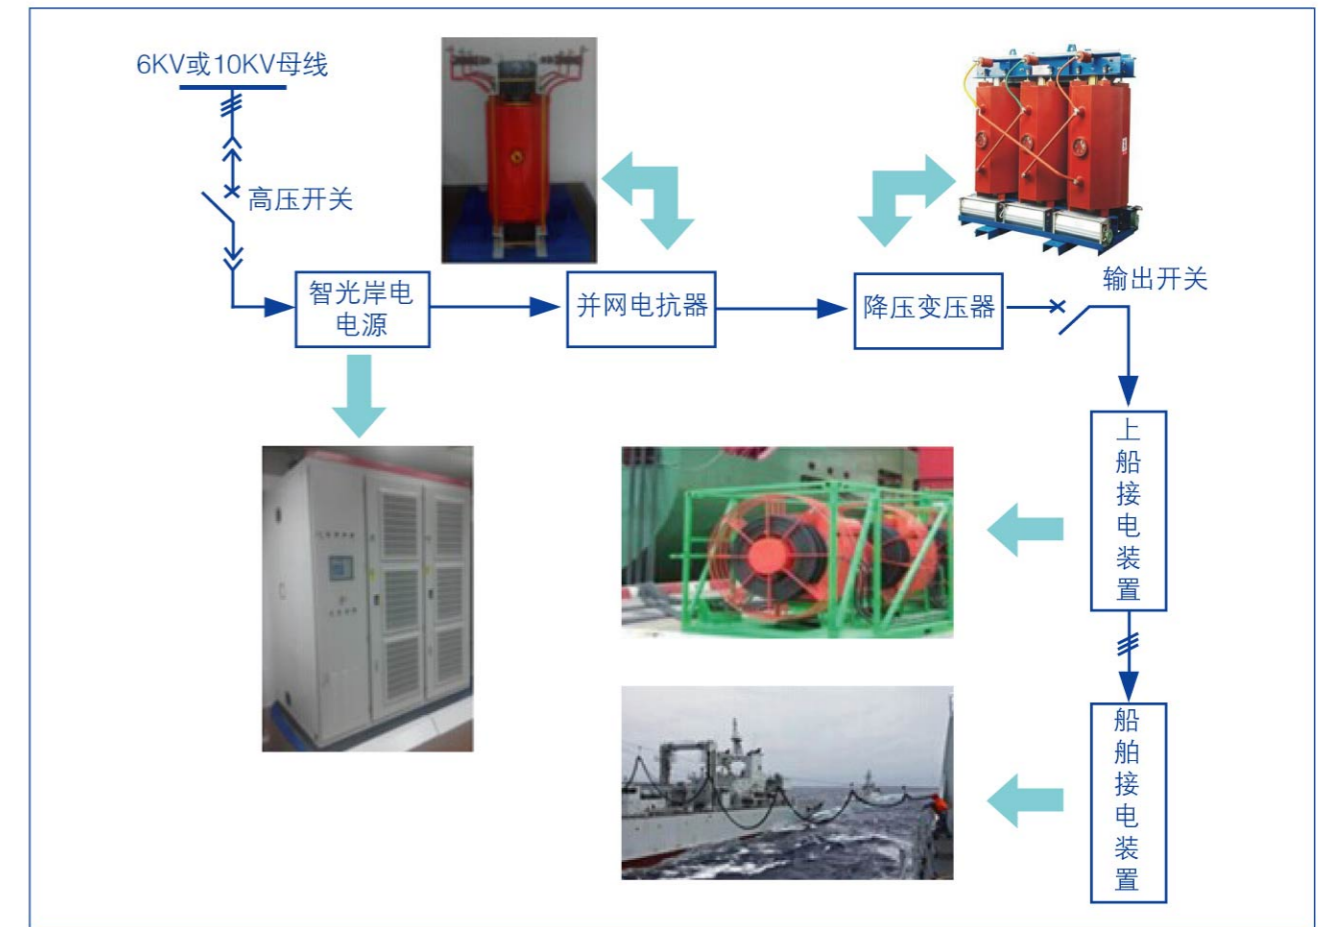 6KV或10KV母线
高压开关
智光岸电
电源
并网电抗器
降压变压器
输出开关
上船接电装置
船舶接电装置